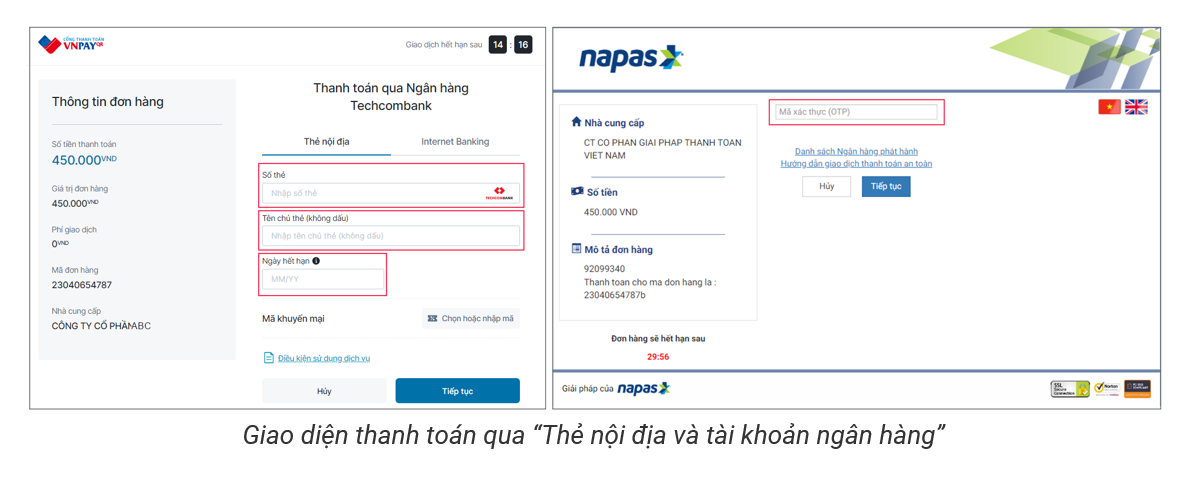 CỔNG THANH TOÁN
VNPAYQR
Giao dịch hết hạn sau 14 : 16
Thông tin đơn hàng
Số tiền thanh toán
450.000VND
Giá trị đơn hàng
450.000VND
Phí giao dịch
0VND
Mã đơn hàng
23040654787
Nhà cung cấp
CÔNG TY CỔ PHẦNABC
Thanh toán qua Ngân hàng
Techcombank
Thẻ nội địa
Internet Banking
Số thẻ
Nhập số thẻ
TECHCOMBANK
Tên chủ thẻ (không dấu)
Nhập tên chủ thẻ (không dấu)
Ngày hết hạn
MM/YY
Mã khuyến mại
Chọn hoặc nhập mã
Điều kiện sử dụng dịch vụ
Hủy
Tiếp tục
napas
Nhà cung cấp
CT CO PHAN GIAI PHAP THANH TOAN
VIET NAM
Số tiền
450.000 VND
Mô tả đơn hàng
92099340
Thanh toan cho ma don hang la :
23040654787b
Đơn hàng sẽ hết hạn sau
29:56
Mã xác thực (OTP)
Danh sách Ngân hàng phát hành
Hướng dẫn giao dịch thanh toán an toàn
Hủy
Tiếp tục
Giải pháp của napas
SSL
Secure
Connection
Norton
Giao diện thanh toán qua “Thẻ nội địa và tài khoản ngân hàng”